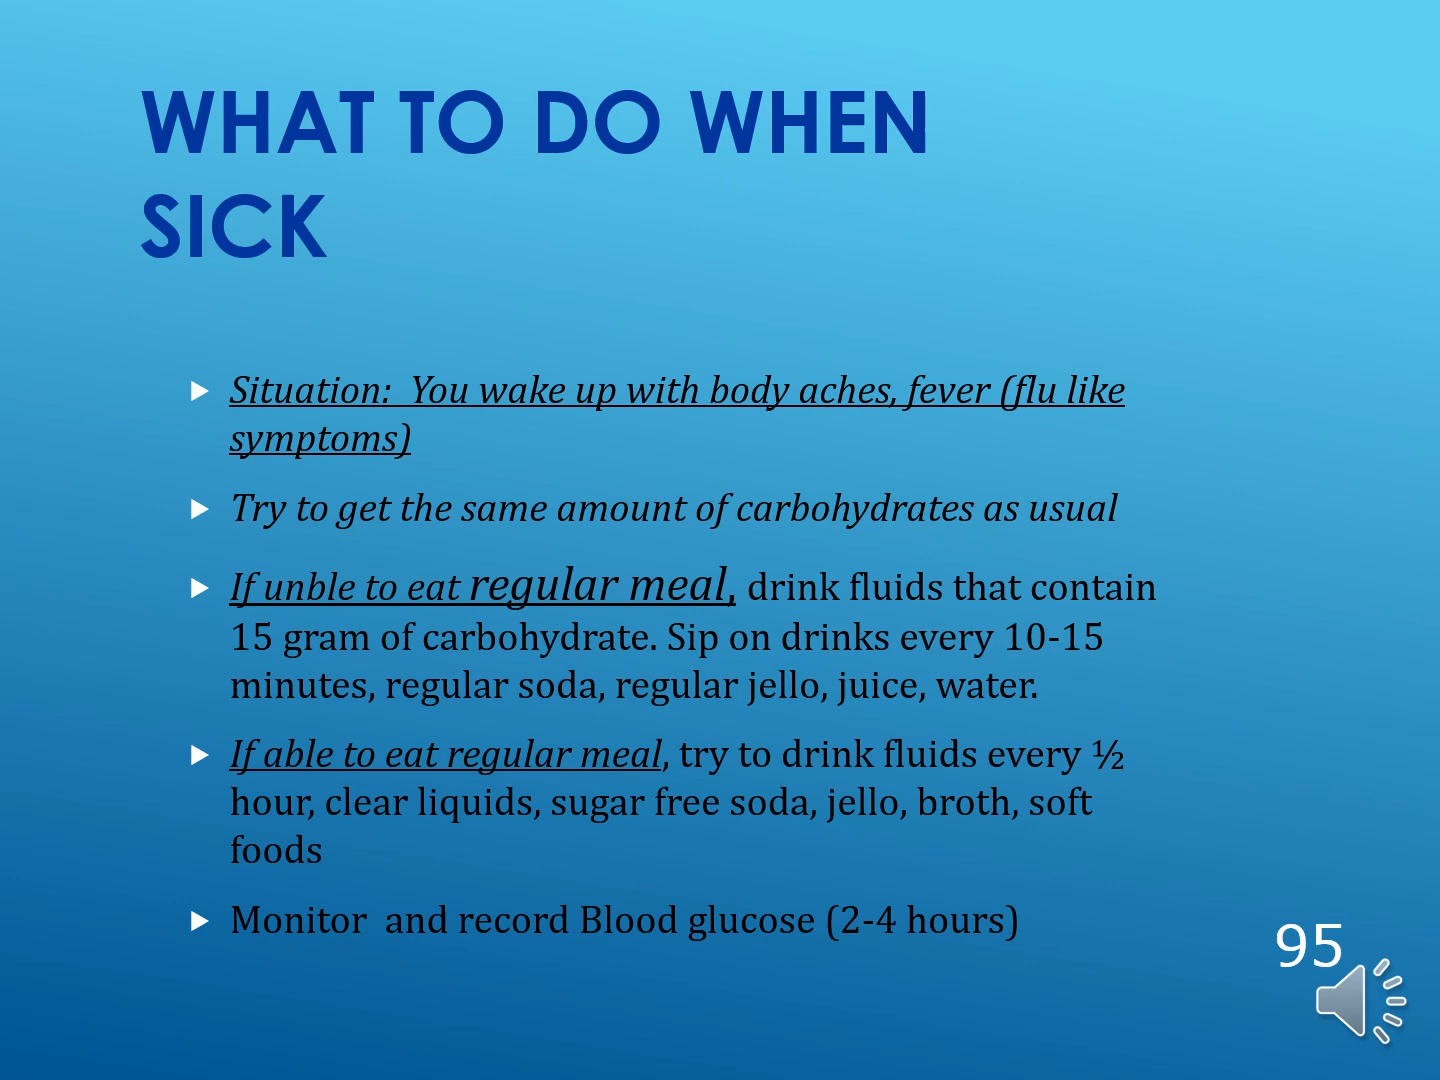 WHAT TO DO WHEN
SICK
Situation:  You wake up with body aches, fever (flu like
symptoms)
Try to get the same amount of carbohydrates as usual
If unble to eat regular meal, drink fluids that contain
15 gram of carbohydrate. Sip on drinks every 10-15
minutes, regular soda, regular jello, juice, water.
If able to eat regular meal, try to drink fluids every ½
hour, clear liquids, sugar free soda, jello, broth, soft
foods
Monitor  and record Blood glucose (2-4 hours)
95